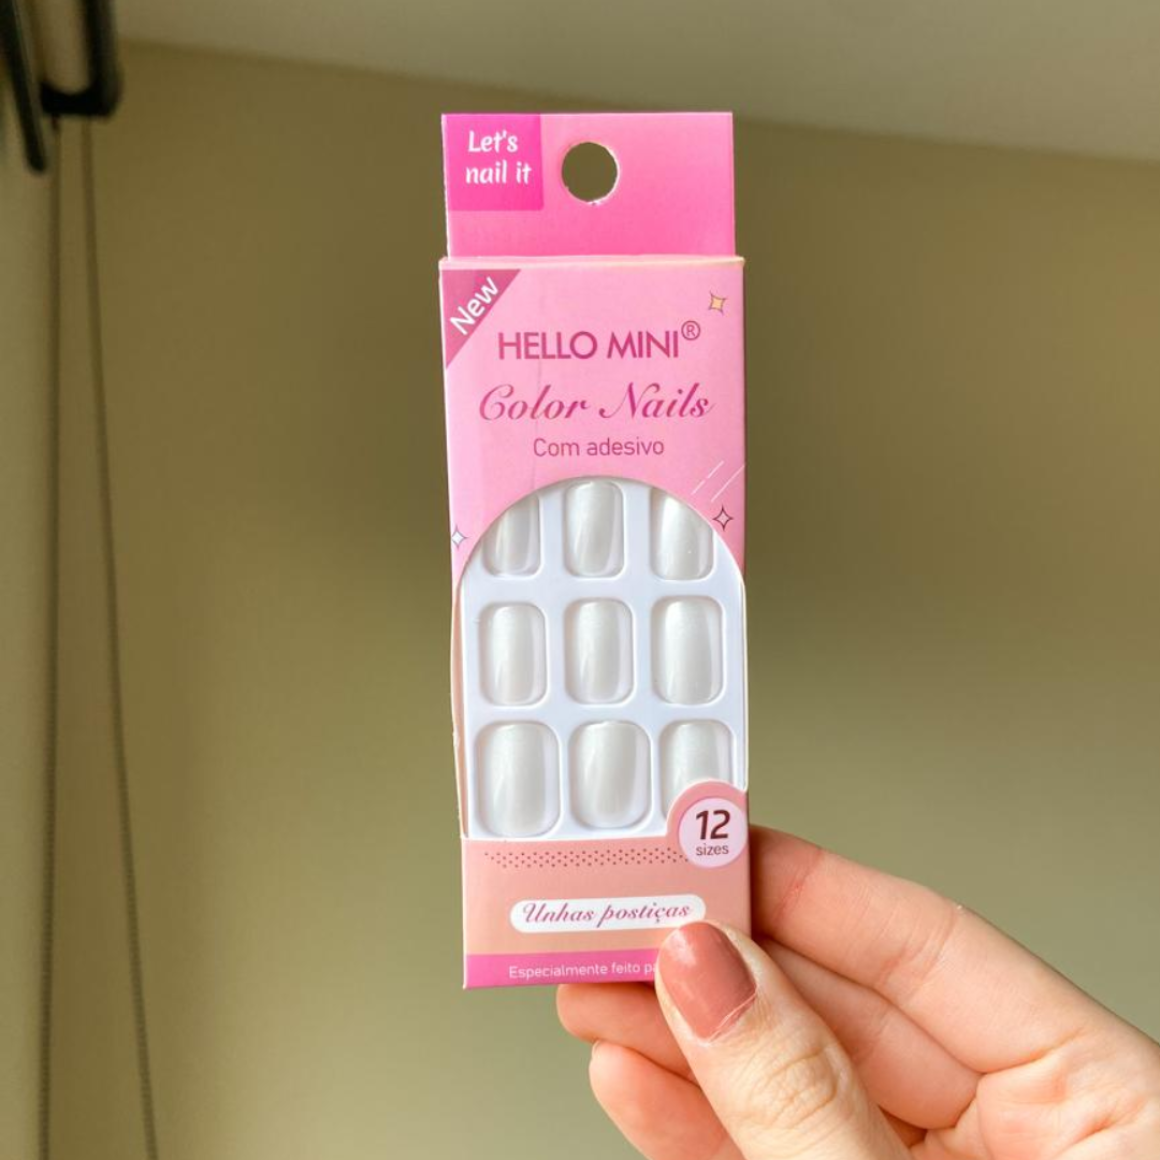 Let's
nail it
New
HELLO MINI®
Color Nails
Com adesivo
12
sizes
Unhas postiças
Especialmente feito